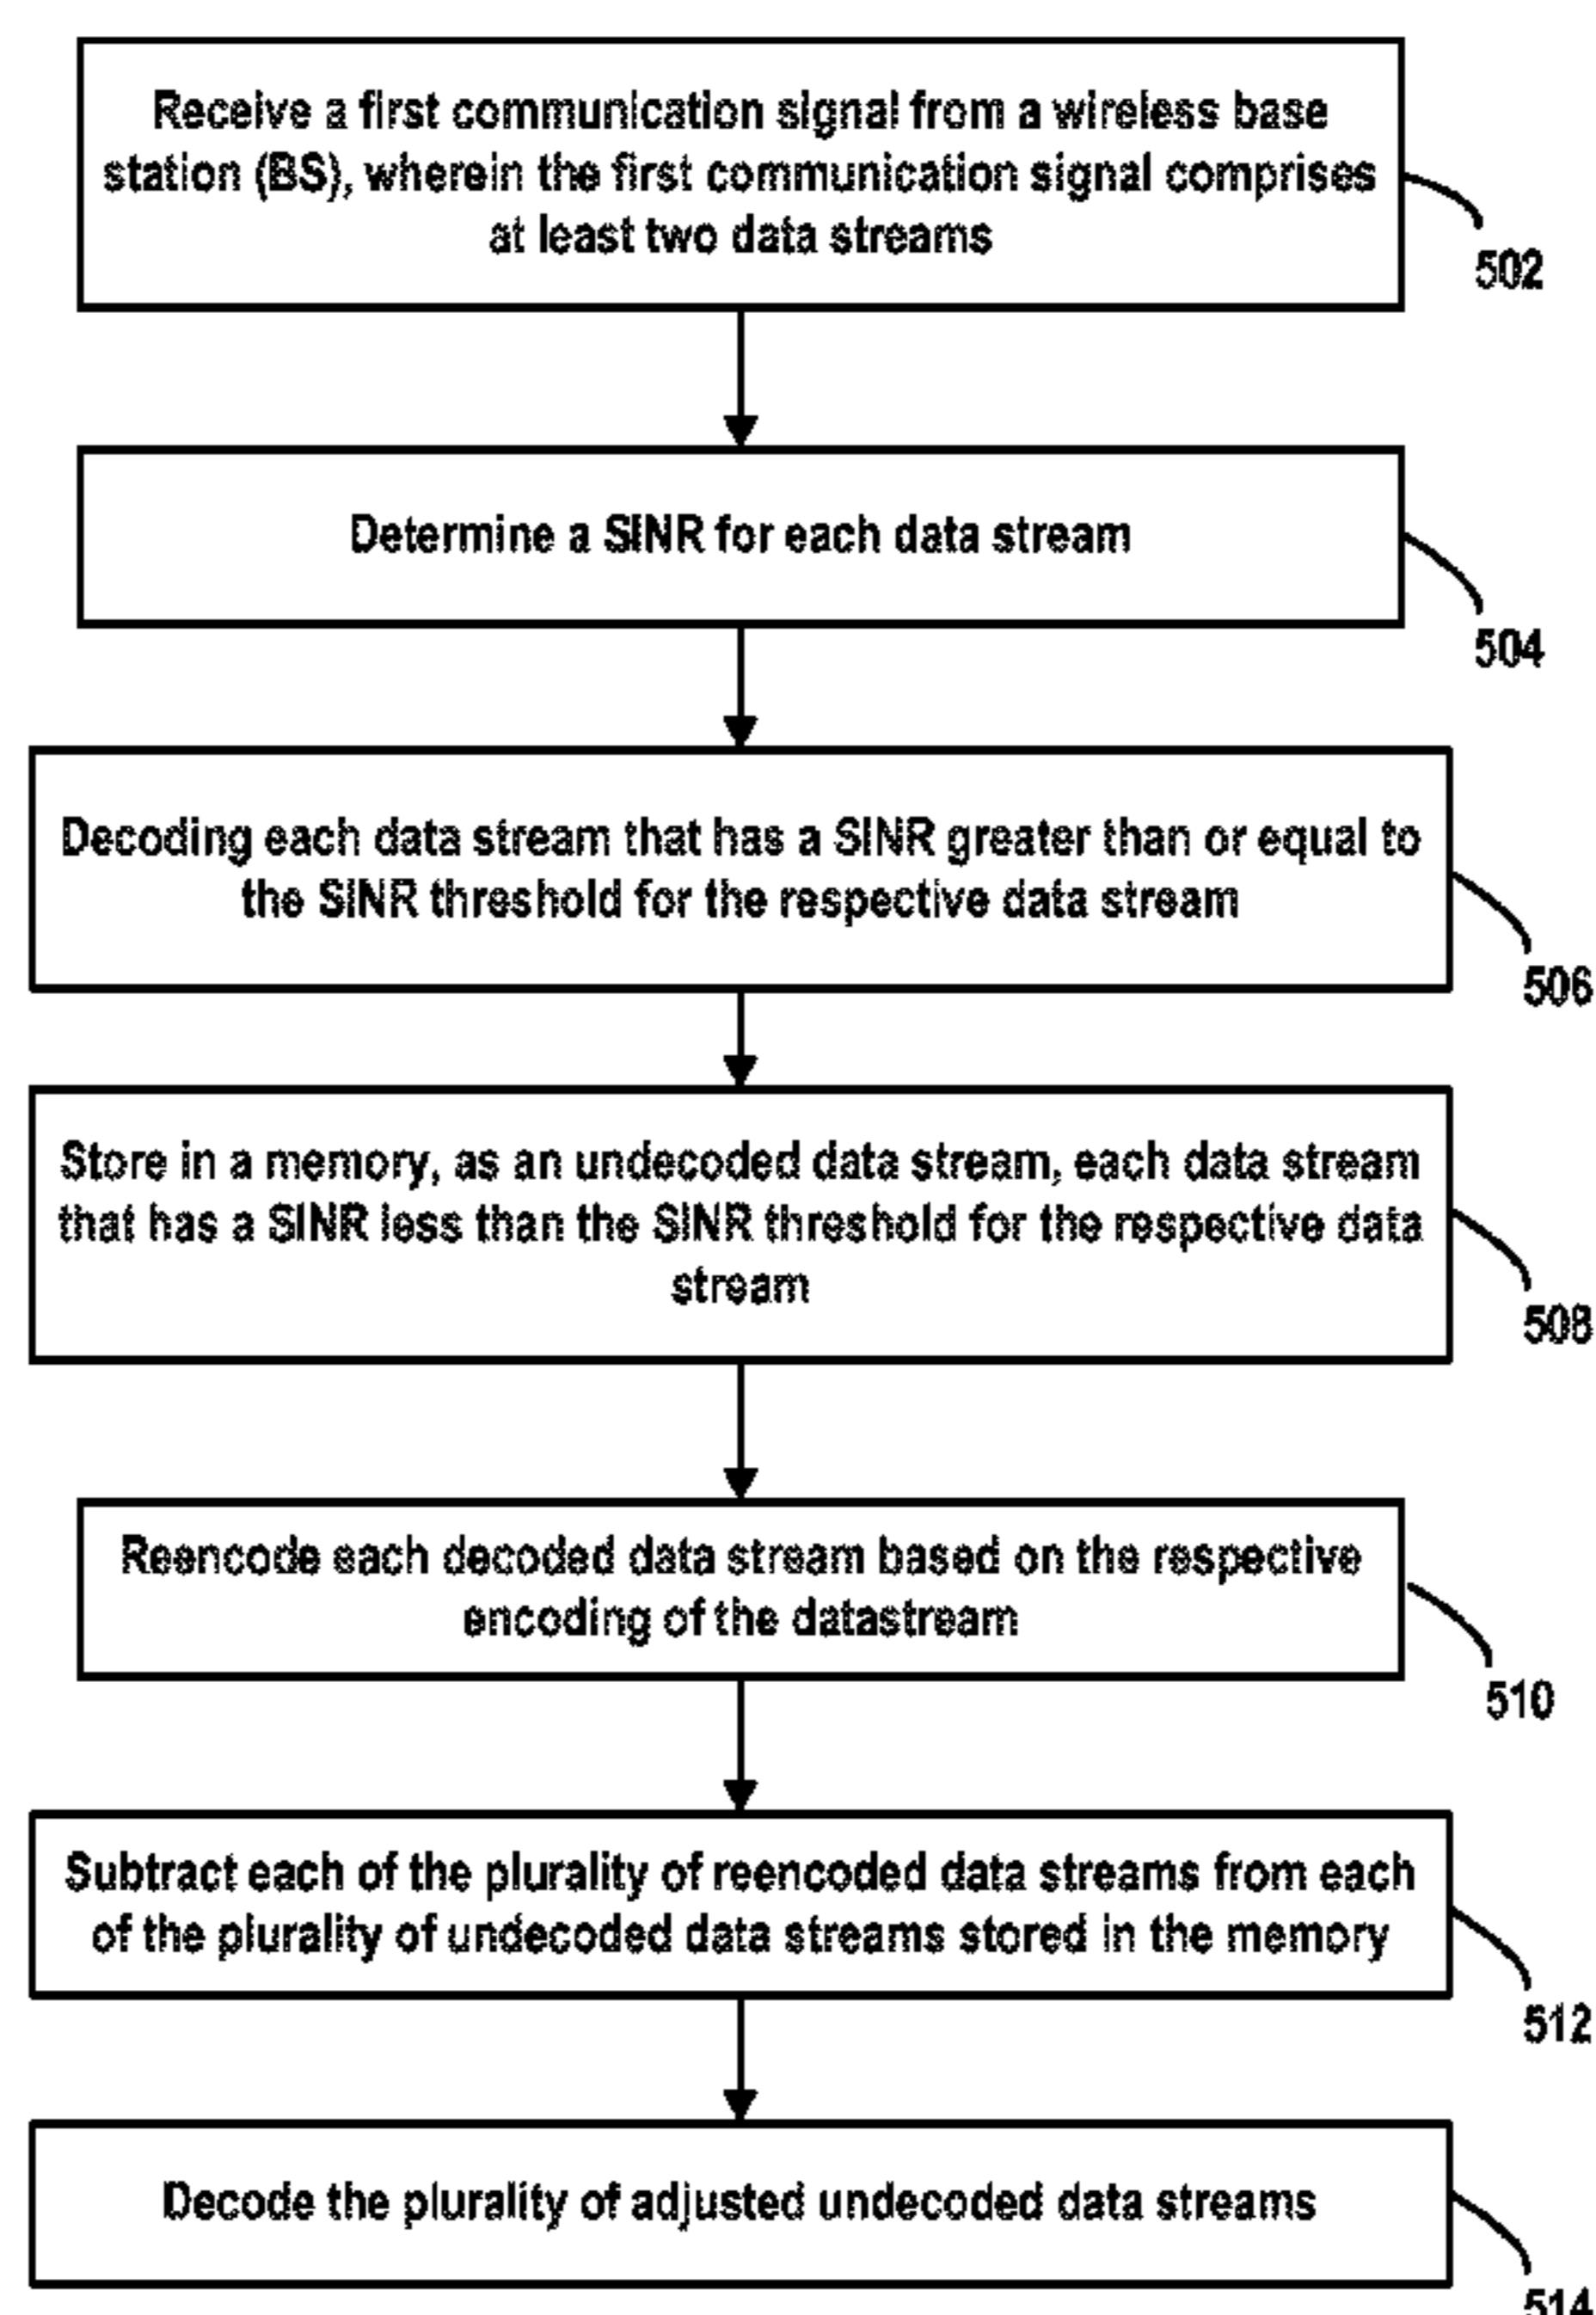 Receive a first communication signal from a wireless base
station (BS), wherein the first communication signal comprises
at least two data streams
502
Determine a SINR for each data stream
504
Decoding each data stream that has a SINR greater than or equal to
the SINR threshold for the respective data stream
506
Store in a memory, as an undecoded data stream, each data stream
that has a SINR less than the SINR threshold for the respective data
stream
508
Reencode each decoded data stream based on the respective
encoding of the datastream
510
Subtract each of the plurality of reencoded data streams from each
of the plurality of undecoded data streams stored in the memory
512
Decode the plurality of adjusted undecoded data streams
514